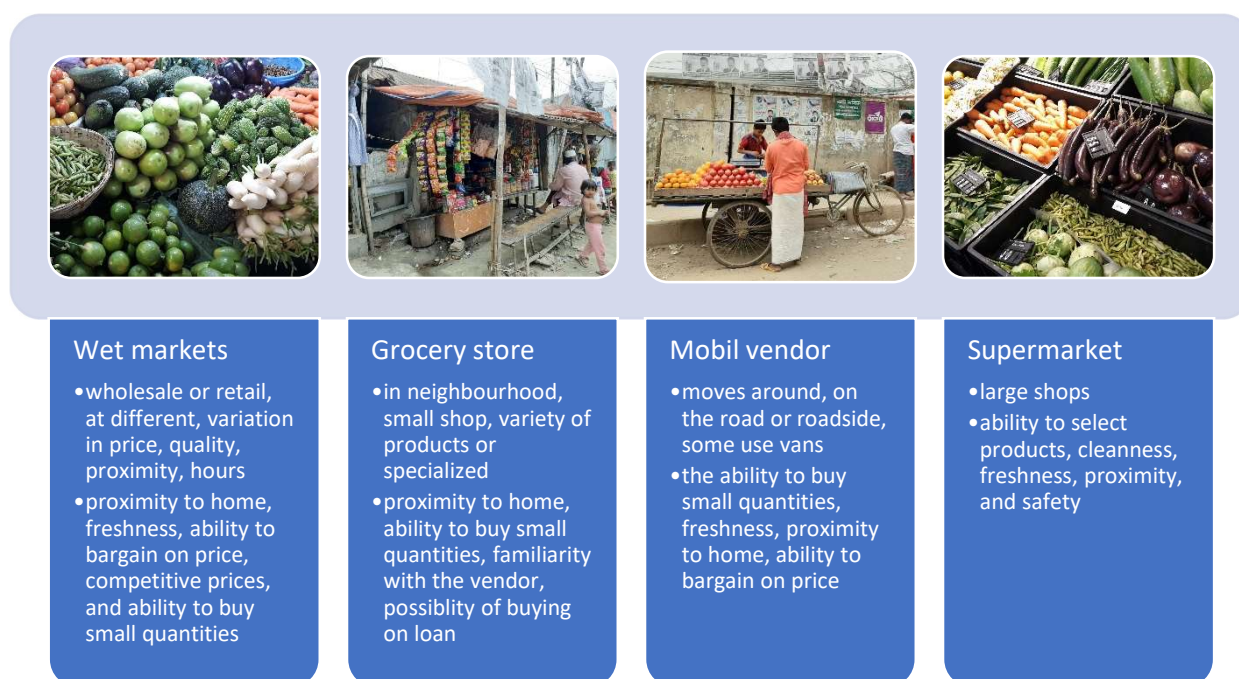 Wet markets
•wholesale or retail,
at different, variation
in price, quality,
proximity, hours
•proximity to home,
freshness, ability to
bargain on price,
competitive prices,
and ability to buy
small quantities
Grocery store
•in neighbourhood,
small shop, variety of
products or
specialized
•proximity to home,
ability to buy small
quantities, familiarity
with the vendor,
possiblity of buying
on loan
Mobil vendor
•moves around, on
the road or roadside,
some use vans
•the ability to buy
small quantities,
freshness, proximity
to home, ability to
bargain on price
Supermarket
•large shops
•ability to select
products, cleanness,
freshness, proximity,
and safety